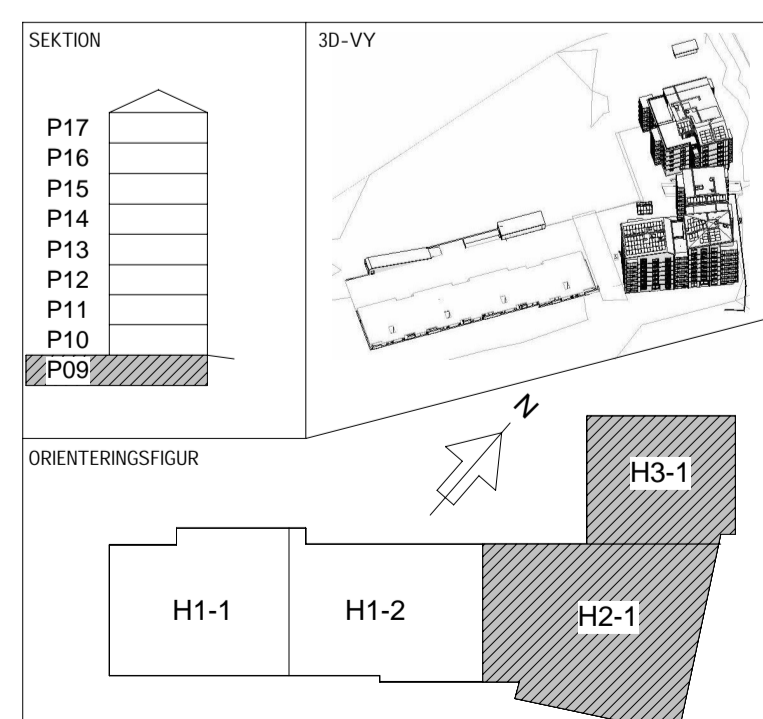 SEKTION
P17
P16
P15
P14
P13
P12
P11
P10
P09
3D-VY
ORIENTERINGSFIGUR
N
H3-1
H1-1
H1-2
H2-1